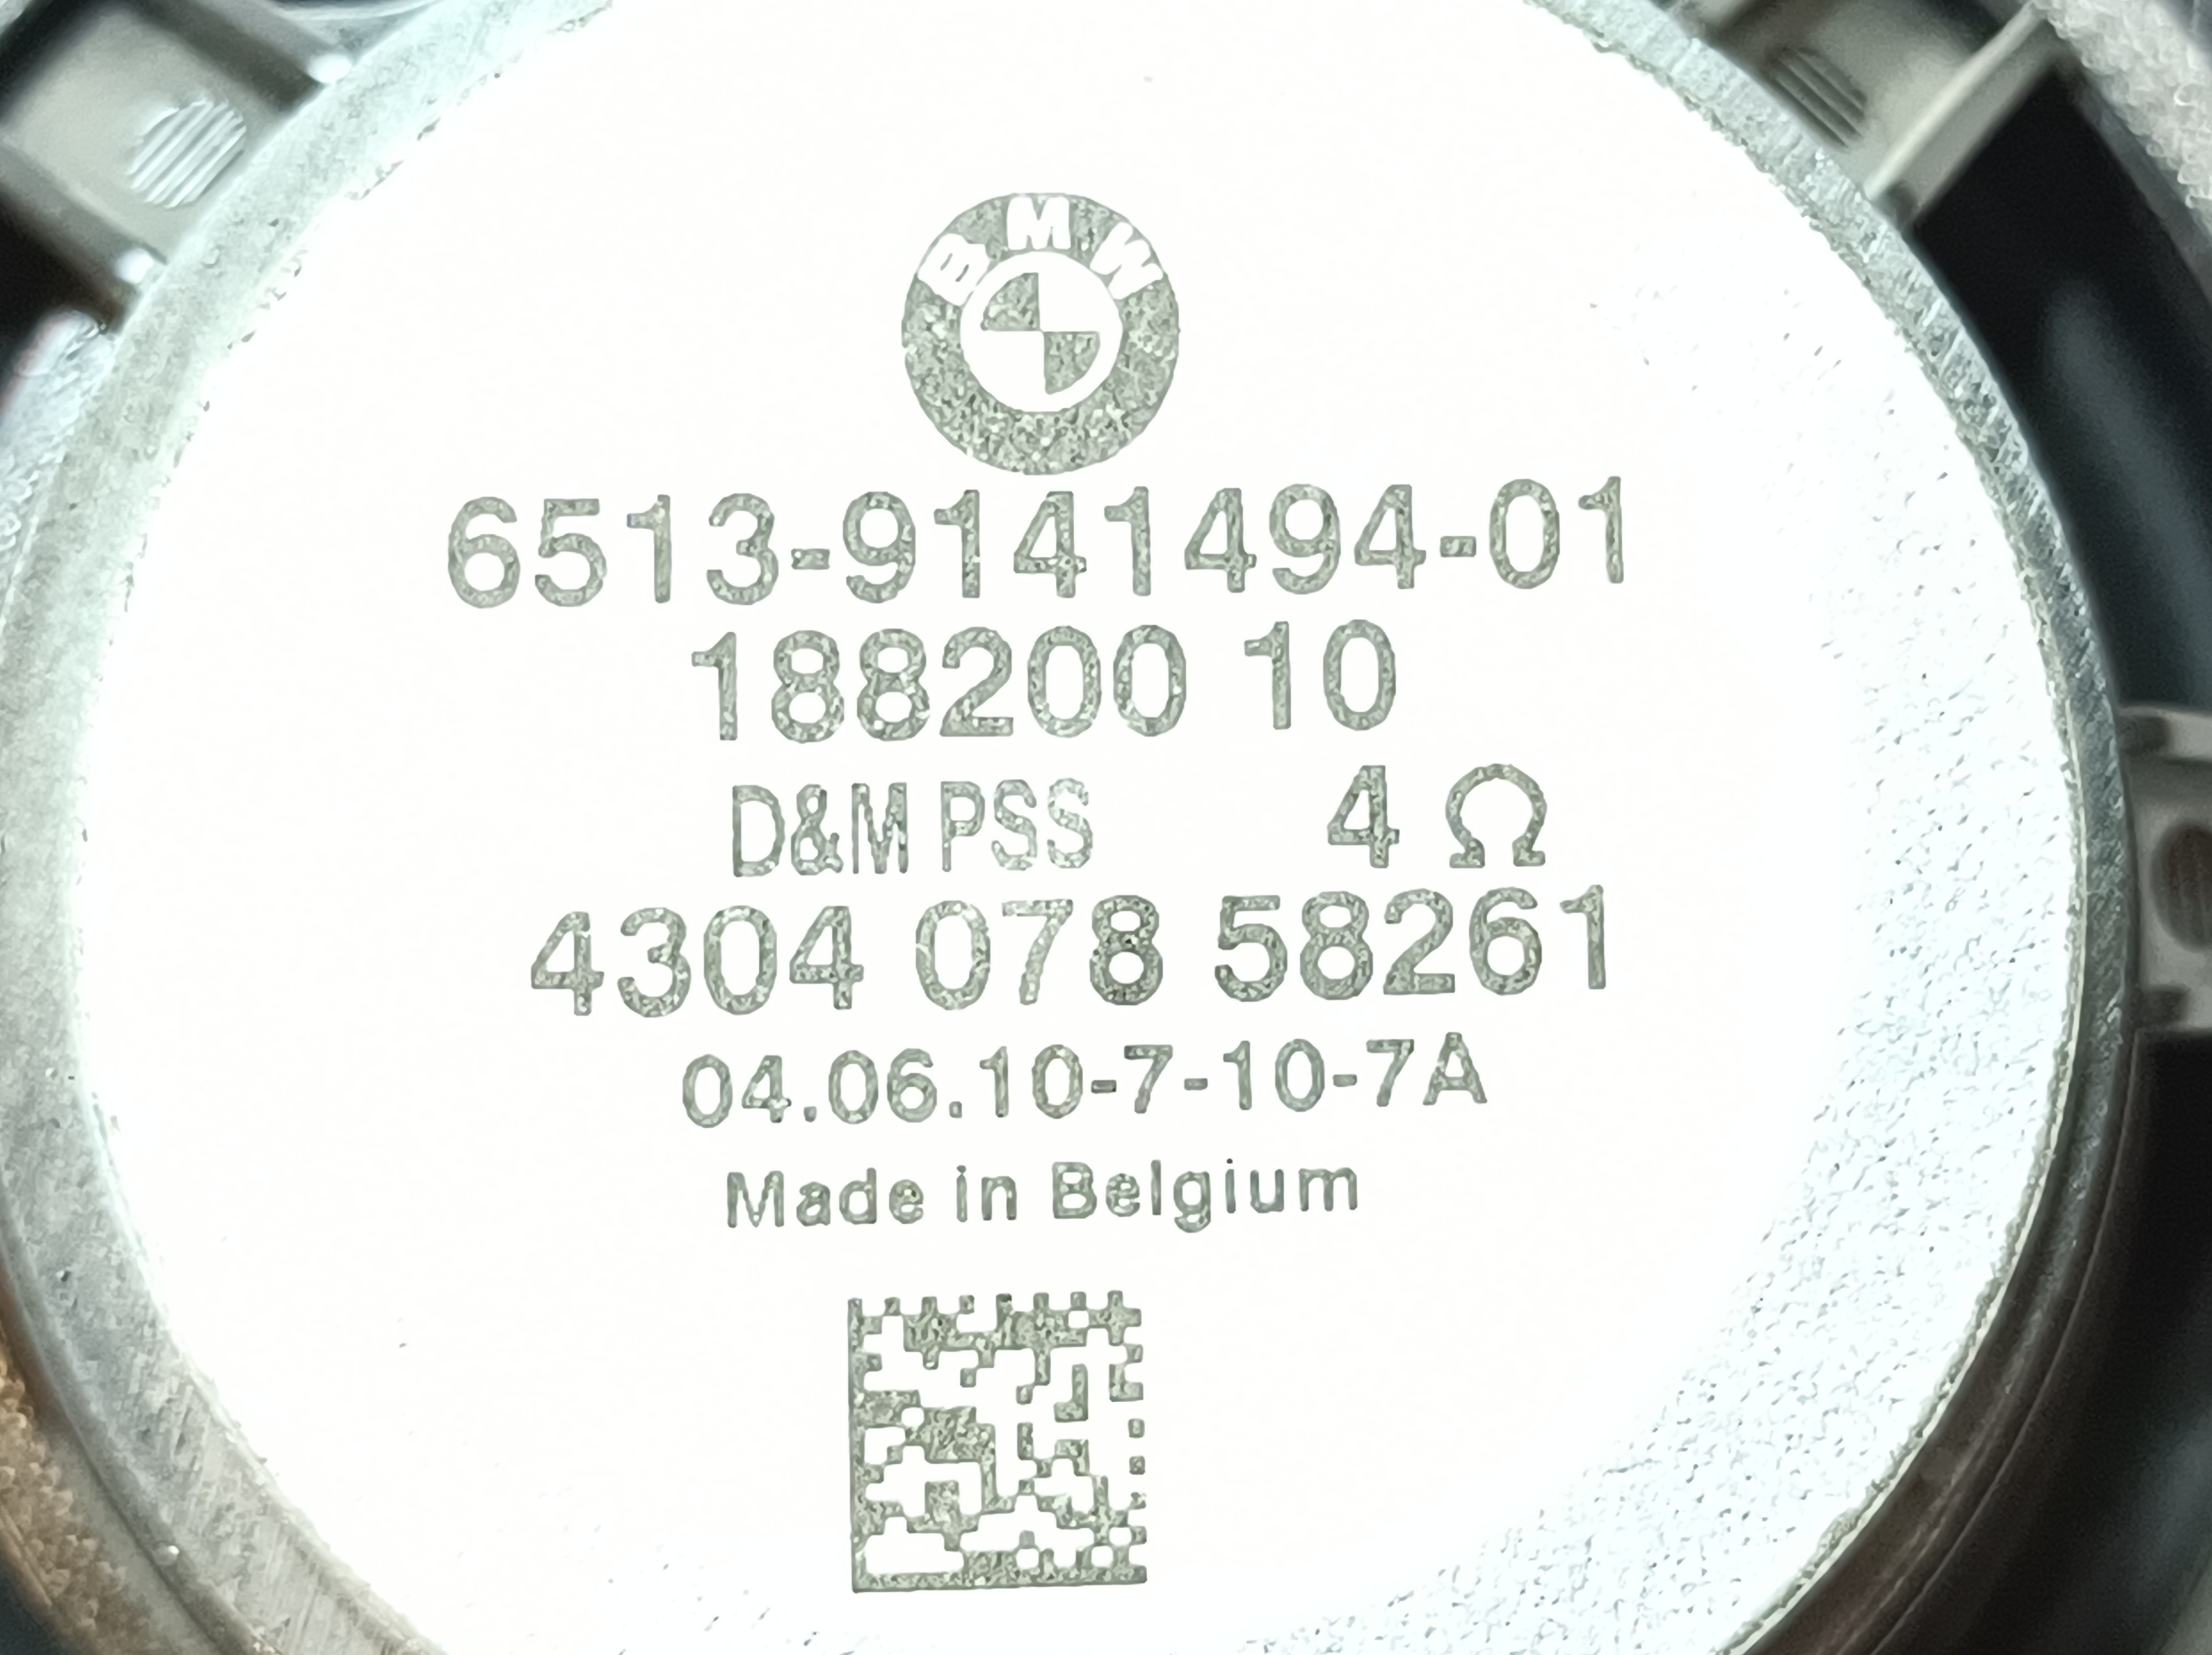 BMW
6513-9141494-01
188200 10
D&M PSS 4 Ω
4304 078 58261
04.06.10-7-10-7A
Made in Belgium